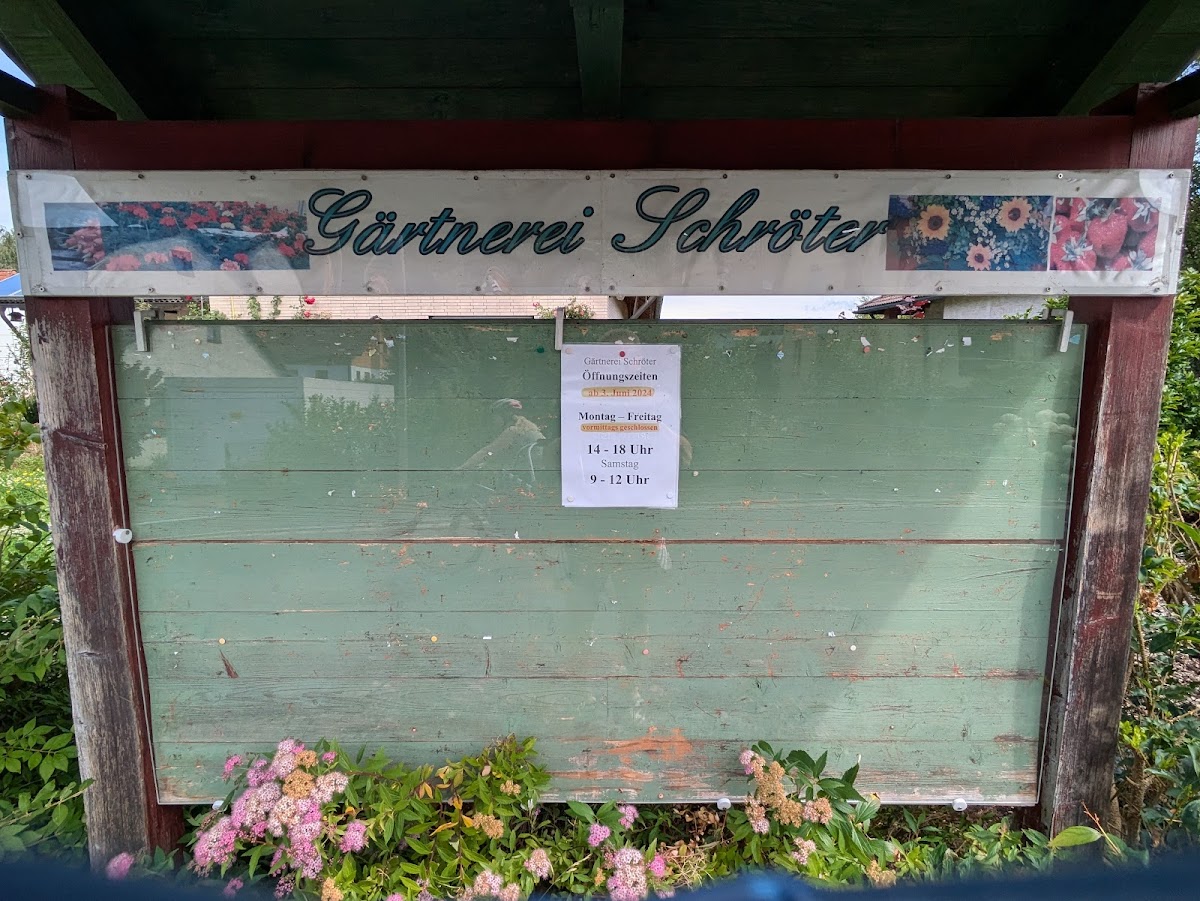 Gärtnerei Schröter
Gärtnerei Schröter
Öffnungszeiten
ab 3. Juni 2024
Montag – Freitag
vormittags geschlossen
14 - 18 Uhr
Samstag
9 - 12 Uhr